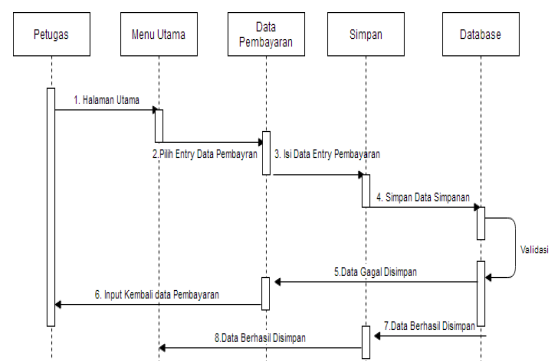 Petugas
Menu Utama
Data
Pembayaran
Simpan
Database
1. Halaman Utama
2.Pilih Entry Data Pembayran
3. Isi Data Entry Pembayaran
4. Simpan Data Simpanan
Validasi
5.Data Gagal Disimpan
6. Input Kembali data Pembayaran
7.Data Berhasil Disimpan
8.Data Berhasil Disimpan